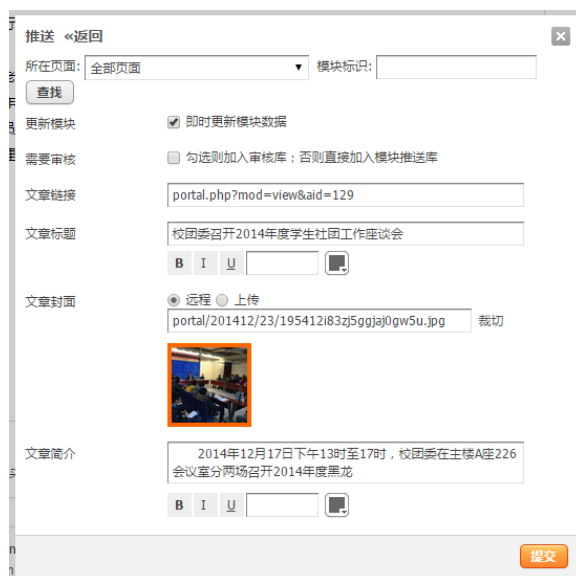 推送 «返回
所在页面: 全部页面 模块标识:
查找
更新模块 即时更新模块数据
需要审核 勾选则加入审核库；否则直接加入模块推送库
文章链接 portal.php?mod=view&aid=129
文章标题 校团委召开2014年度学生社团工作座谈会
B I U
文章封面 远程 上传
portal/201412/23/195412i83zj5ggjaj0gw5u.jpg 裁切
文章简介 2014年12月17日下午13时至17时，校团委在主楼A座226
会议室分两场召开2014年度黑龙
B I U
提交